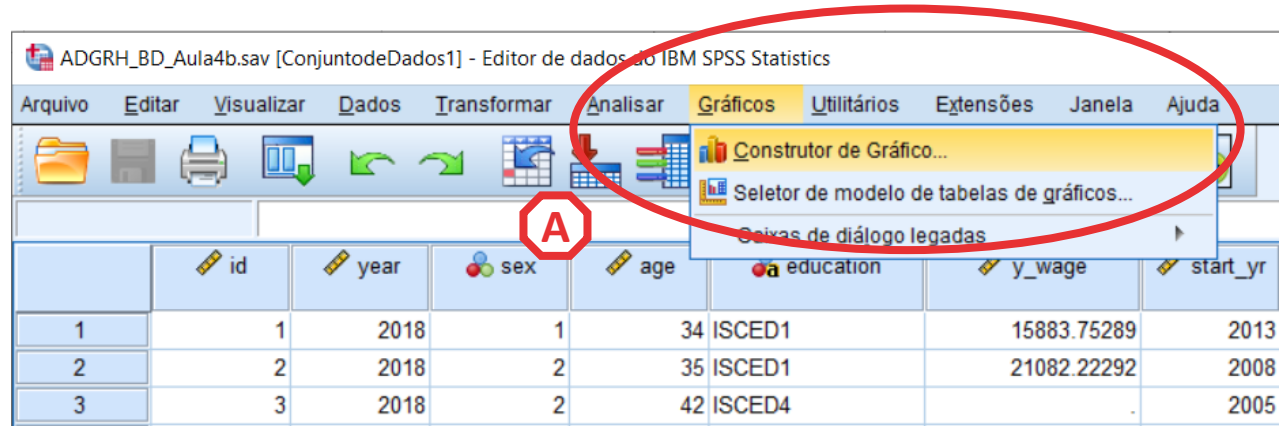 ADGRH_BD_Aula4b.sav [ConjuntodeDados1] - Editor de dados do IBM SPSS Statistics
Arquivo Editar Visualizar Dados Transformar Analisar Gráficos Utilitários Extensões Janela Ajuda
Construtor de Gráfico...
Seletor de modelo de tabelas de gráficos...
Caixas de diálogo legadas
A
id year sex age education y_wage start_yr
1 1 2018 1 34 ISCED1 15883.75289 2013
2 2 2018 2 35 ISCED1 21082.22292 2008
3 3 2018 2 42 ISCED4 . 2005